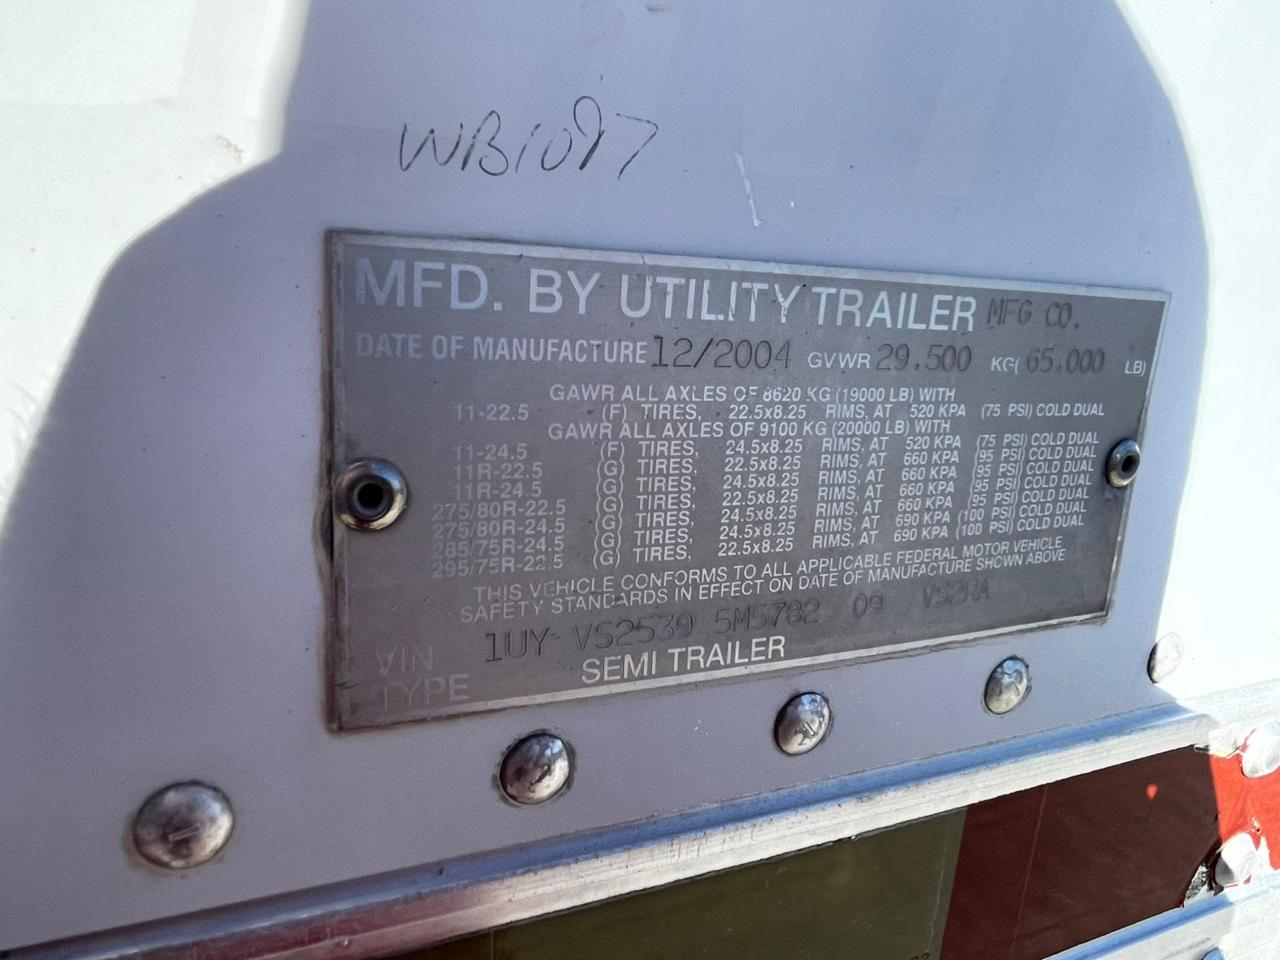 WB1097
MFD. BY UTILITY TRAILER MFG CO.
DATE OF MANUFACTURE 12/2004 GVWR 29.500 KG( 65.000 LB)
GAWR ALL AXLES OF 8620 KG (19000 LB) WITH
11-22.5 (F) TIRES, 22.5x8.25 RIMS, AT 520 KPA (75 PSI) COLD DUAL
GAWR ALL AXLES OF 9100 KG (20000 LB) WITH
11-24.5 (F) TIRES, 24.5x8.25 RIMS, AT 520 KPA (75 PSI) COLD DUAL
11R-22.5 (G) TIRES, 22.5x8.25 RIMS, AT 660 KPA (95 PSI) COLD DUAL
11R-24.5 (G) TIRES, 24.5x8.25 RIMS, AT 660 KPA (95 PSI) COLD DUAL
275/80R-22.5 (G) TIRES, 22.5x8.25 RIMS, AT 660 KPA (95 PSI) COLD DUAL
275/80R-24.5 (G) TIRES, 24.5x8.25 RIMS, AT 660 KPA (95 PSI) COLD DUAL
285/75R-24.5 (G) TIRES, 24.5x8.25 RIMS, AT 690 KPA (100 PSI) COLD DUAL
295/75R-22.5 (G) TIRES, 22.5x8.25 RIMS, AT 690 KPA (100 PSI) COLD DUAL
THIS VEHICLE CONFORMS TO ALL APPLICABLE FEDERAL MOTOR VEHICLE
SAFETY STANDARDS IN EFFECT ON DATE OF MANUFACTURE SHOWN ABOVE
VIN 1UY VS2539 5M5782 09 VS2RA
TYPE SEMI TRAILER